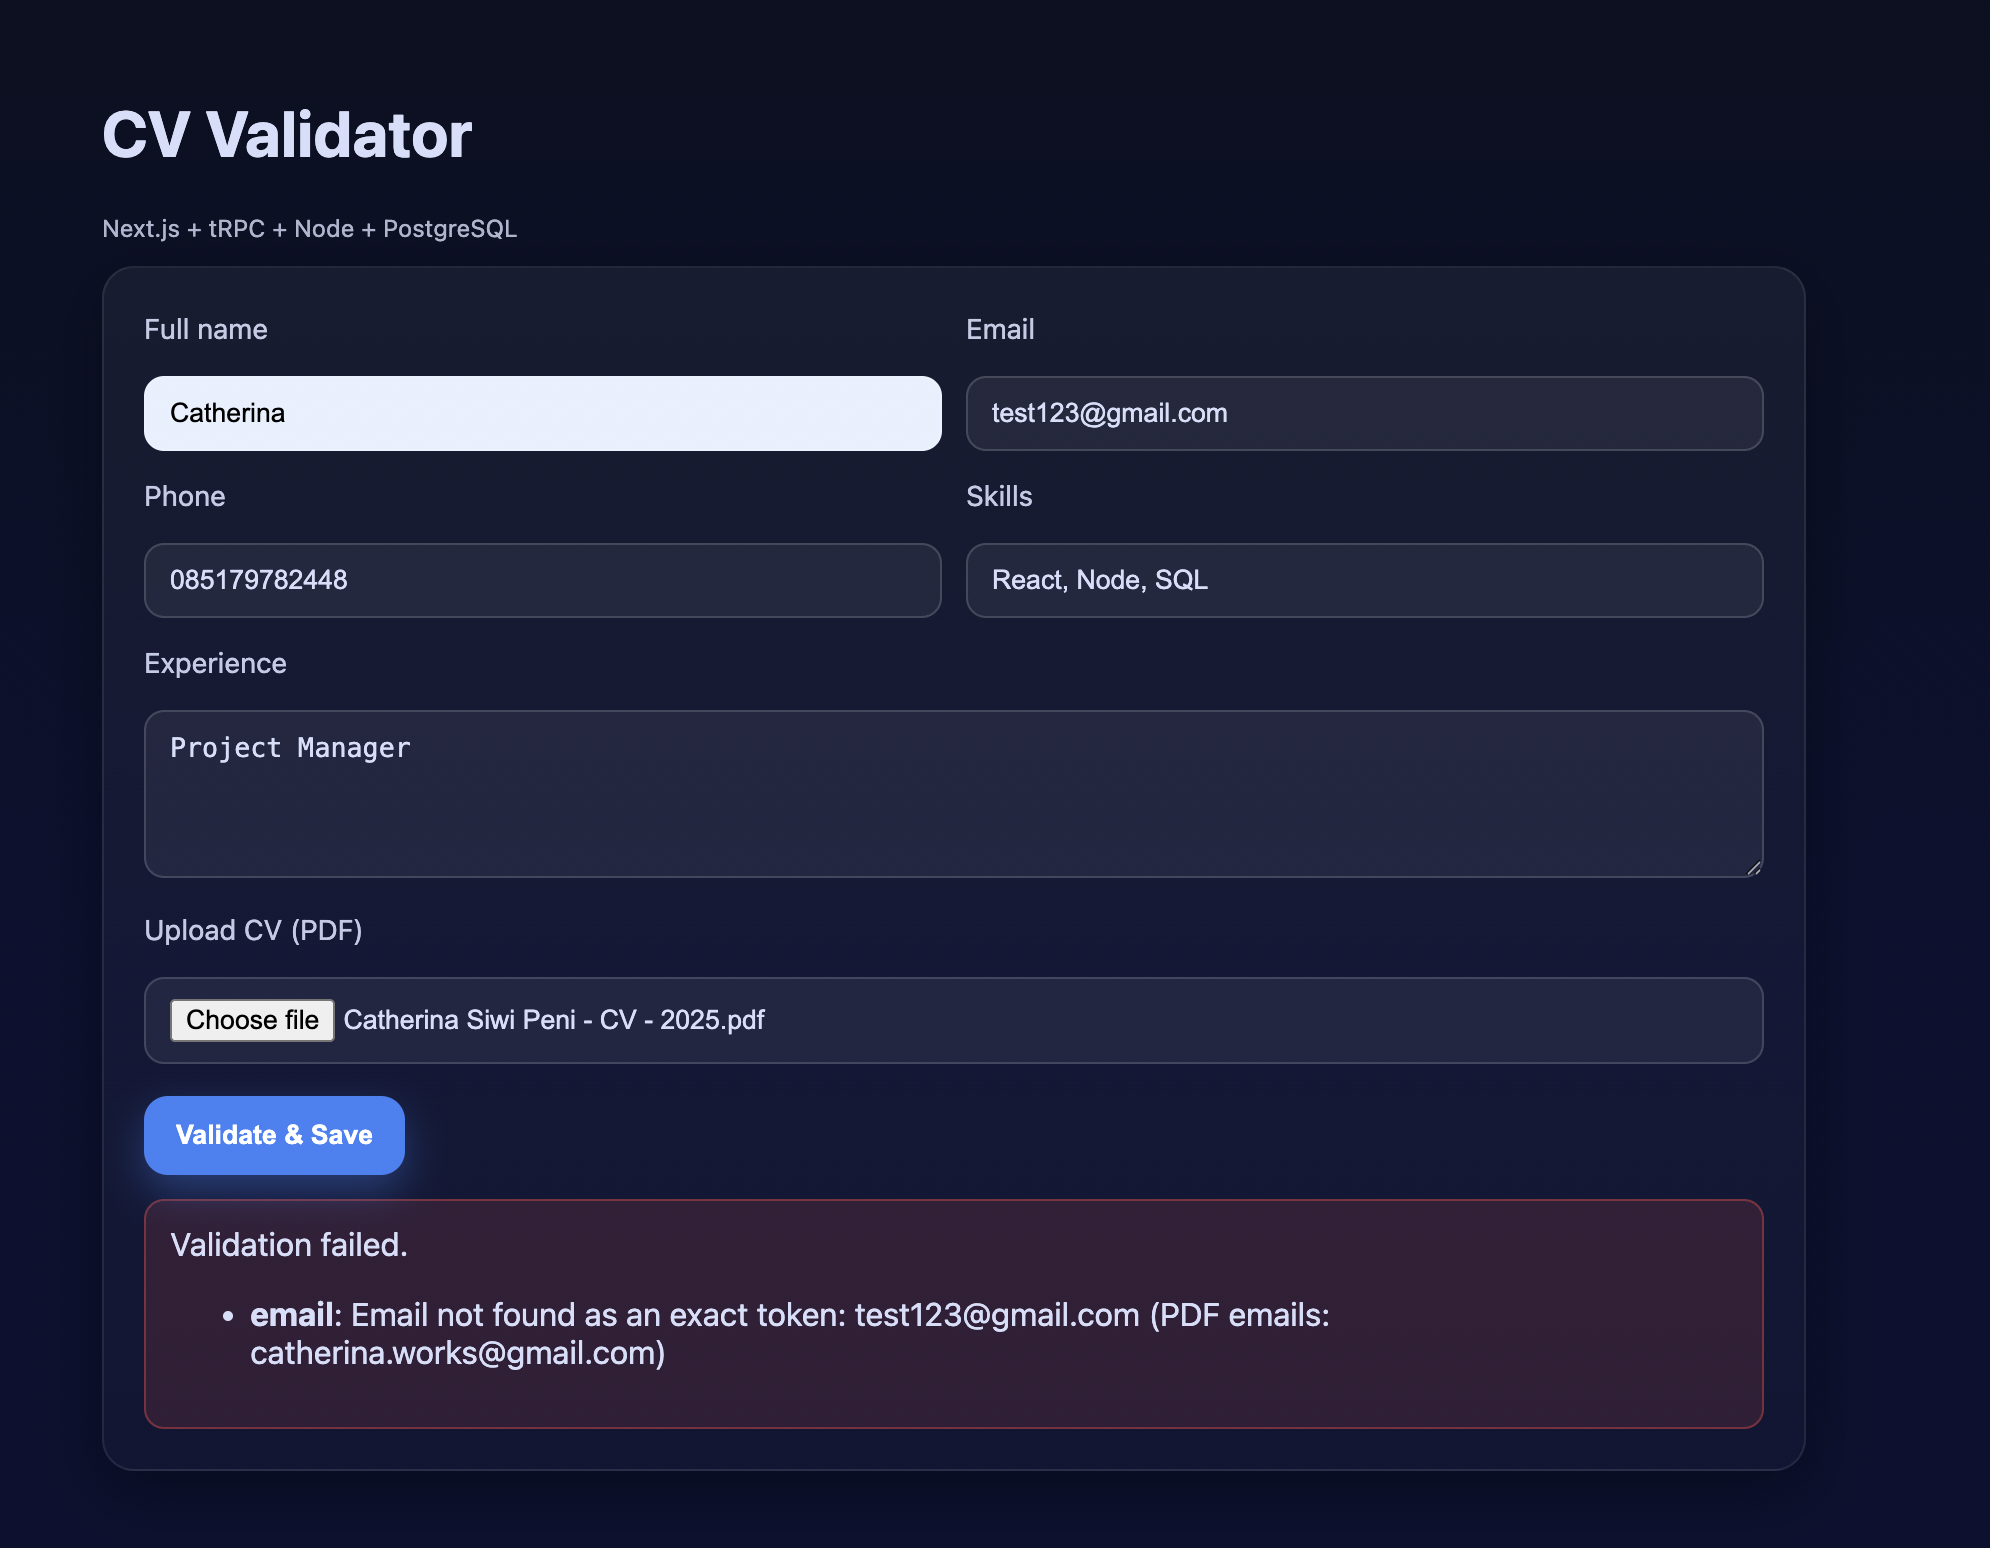 CV Validator
Next.js + tRPC + Node + PostgreSQL
Full name
Email
Catherina
test123@gmail.com
Phone
Skills
085179782448
React, Node, SQL
Experience
Project Manager
Upload CV (PDF)
Choose file Catherina Siwi Peni - CV - 2025.pdf
Validate & Save
Validation failed.
• email: Email not found as an exact token: test123@gmail.com (PDF emails:
catherina.works@gmail.com)